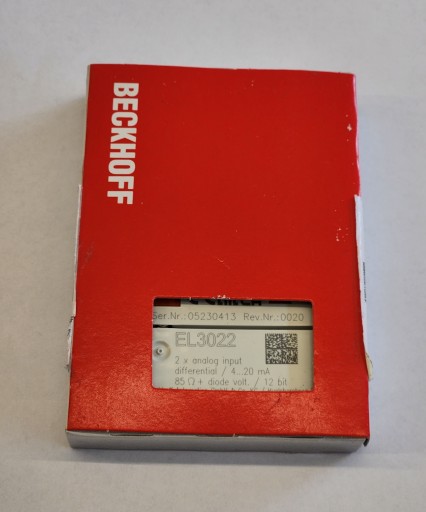 BECKHOFF
Ser.Nr.: 05230413 Rev.Nr.: 0020
EL3022
2 x analog input
differential / 4...20 mA
85 Ω + diode volt. / 12 bit